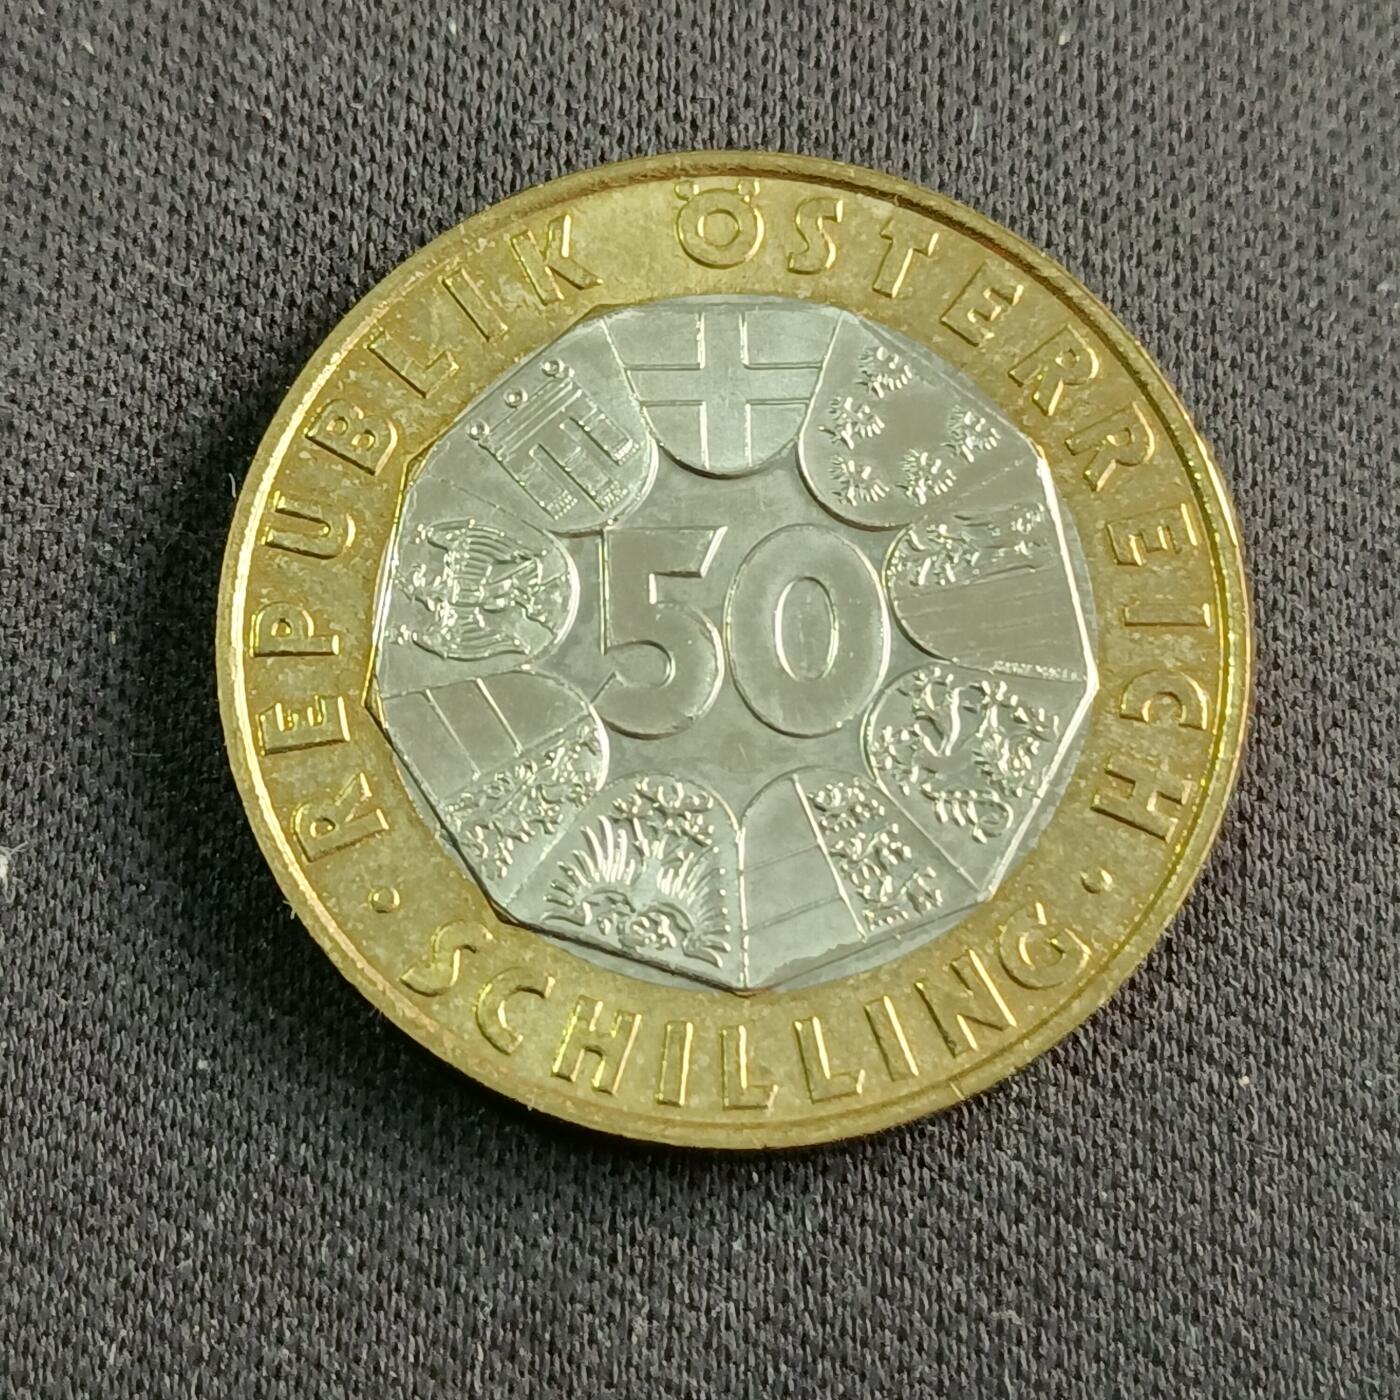 REPUBLIK ÖSTERREICH
50
· SCHILLING ·